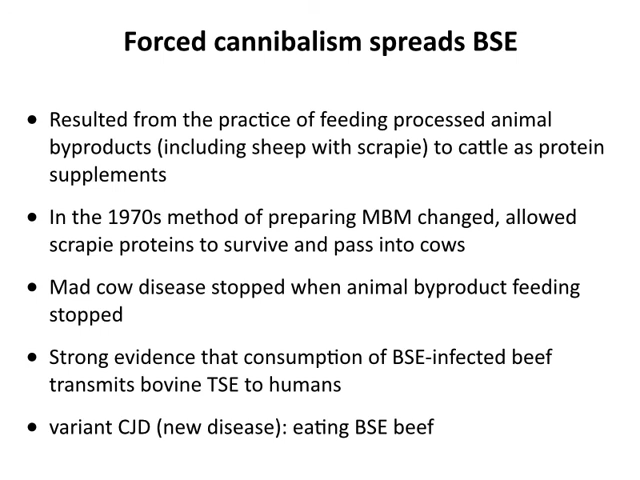 Forced cannibalism spreads BSE
• Resulted from the practice of feeding processed animal
byproducts (including sheep with scrapie) to cattle as protein
supplements
• In the 1970s method of preparing MBM changed, allowed
scrapie proteins to survive and pass into cows
• Mad cow disease stopped when animal byproduct feeding
stopped
• Strong evidence that consumption of BSE-infected beef
transmits bovine TSE to humans
• variant CJD (new disease): eating BSE beef